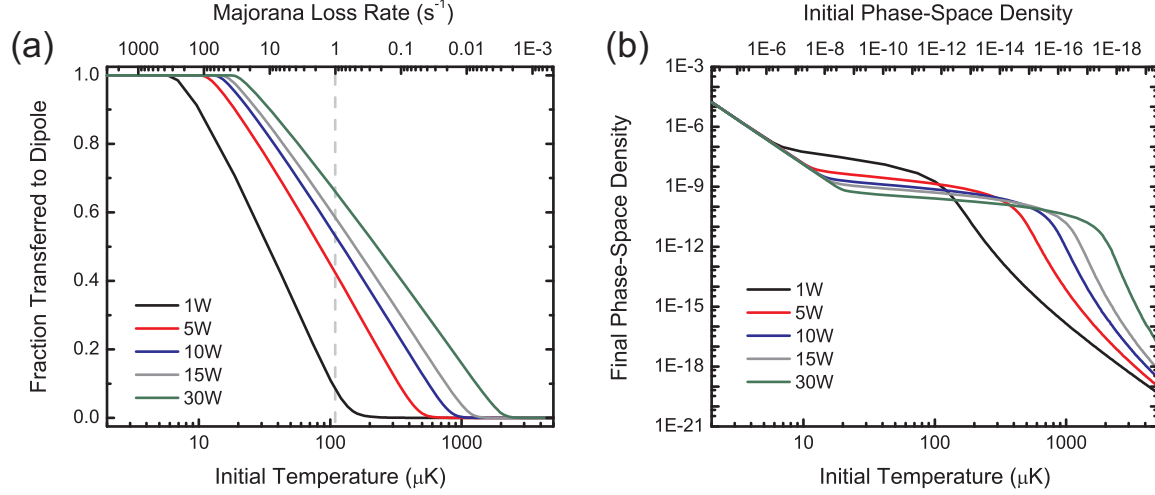 Majorana Loss Rate (s⁻¹)
(a)
1000 100 10 1 0.1 0.01 1E-3
1.0
0.8
0.6
0.4
0.2
0.0
Fraction Transferred to Dipole
1W
5W
10W
15W
30W
10 100 1000
Initial Temperature (μK)
Initial Phase-Space Density
(b)
1E-6 1E-8 1E-10 1E-12 1E-14 1E-16 1E-18
1E-3
1E-6
1E-9
1E-12
1E-15
1E-18
1E-21
Final Phase-Space Density
1W
5W
10W
15W
30W
10 100 1000
Initial Temperature (μK)